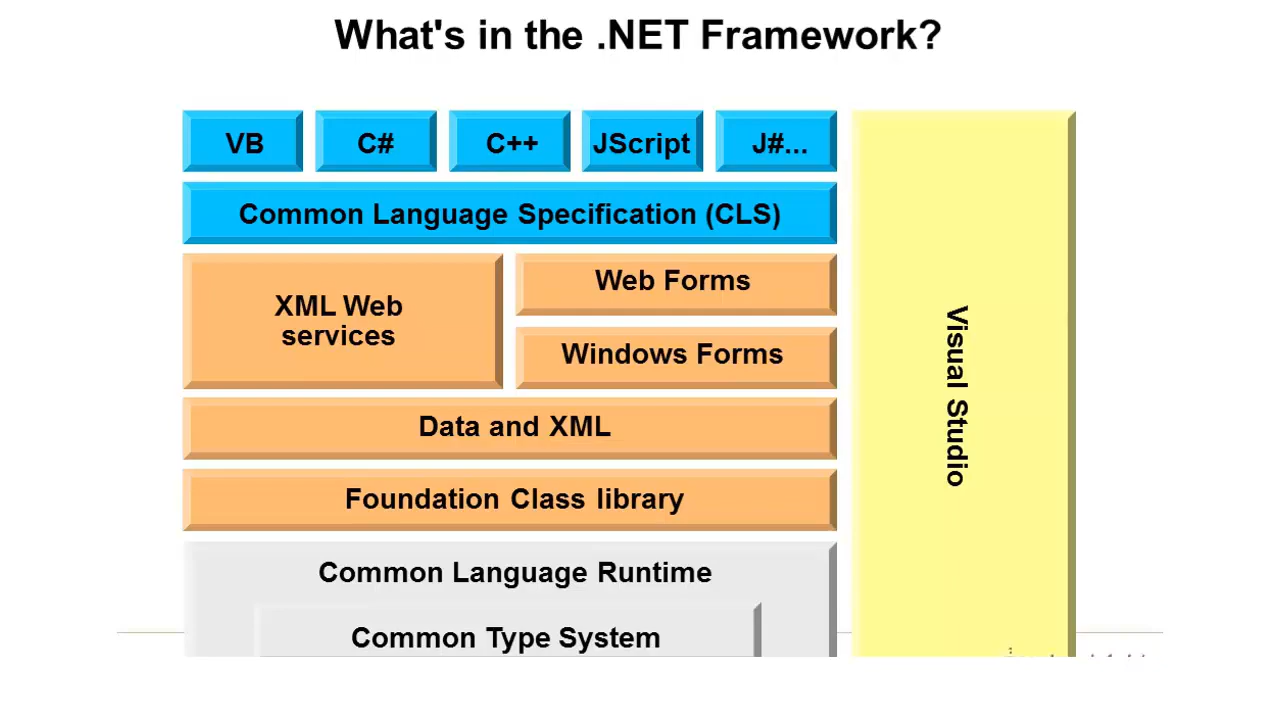 What's in the .NET Framework?
VB
C#
C++
JScript
J#...
Common Language Specification (CLS)
XML Web
services
Web Forms
Windows Forms
Data and XML
Foundation Class library
Common Language Runtime
Common Type System
Visual Studio